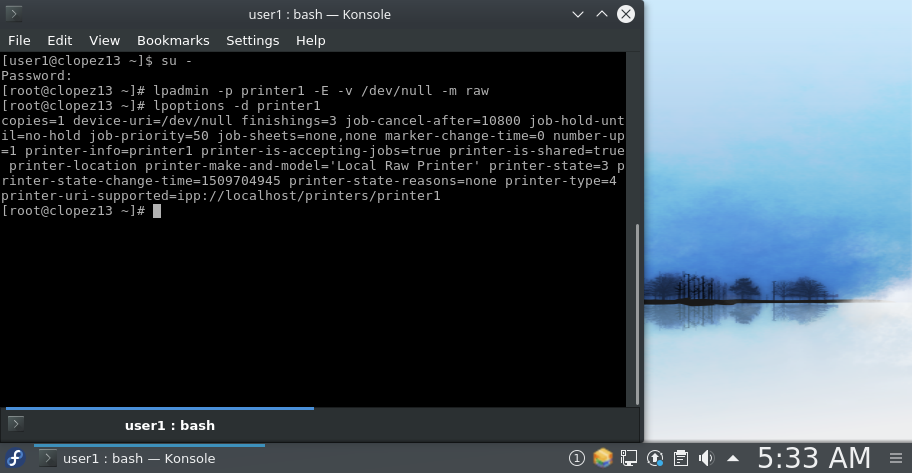 user1 : bash — Konsole
File Edit View Bookmarks Settings Help
[user1@clopez13 ~]$ su -
Password:
[root@clopez13 ~]# lpadmin -p printer1 -E -v /dev/null -m raw
[root@clopez13 ~]# lpoptions -d printer1
copies=1 device-uri=/dev/null finishings=3 job-cancel-after=10800 job-hold-unt
il=no-hold job-priority=50 job-sheets=none,none marker-change-time=0 number-up
=1 printer-info=printer1 printer-is-accepting-jobs=true printer-is-shared=true
 printer-location printer-make-and-model='Local Raw Printer' printer-state=3 p
rinter-state-change-time=1509704945 printer-state-reasons=none printer-type=4
printer-uri-supported=ipp://localhost/printers/printer1
[root@clopez13 ~]#
user1 : bash
user1 : bash — Konsole
1
5:33 AM